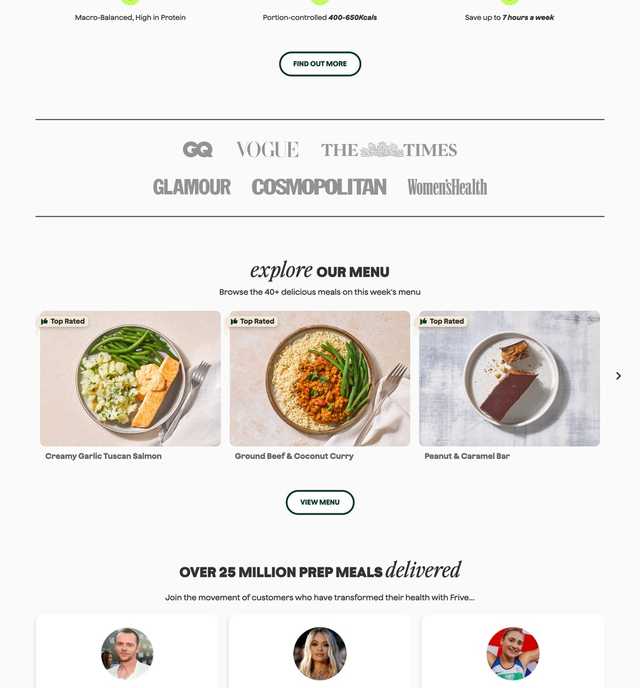 Macro-Balanced, High in Protein
Portion-controlled 400-650Kcals
Save up to 7 hours a week
FIND OUT MORE
GQ VOGUE THE TIMES
GLAMOUR COSMOPOLITAN Women'sHealth
explore OUR MENU
Browse the 40+ delicious meals on this week's menu
Top Rated
Top Rated
Top Rated
Creamy Garlic Tuscan Salmon
Ground Beef & Coconut Curry
Peanut & Caramel Bar
VIEW MENU
OVER 25 MILLION PREP MEALS delivered
Join the movement of customers who have transformed their health with Frive...